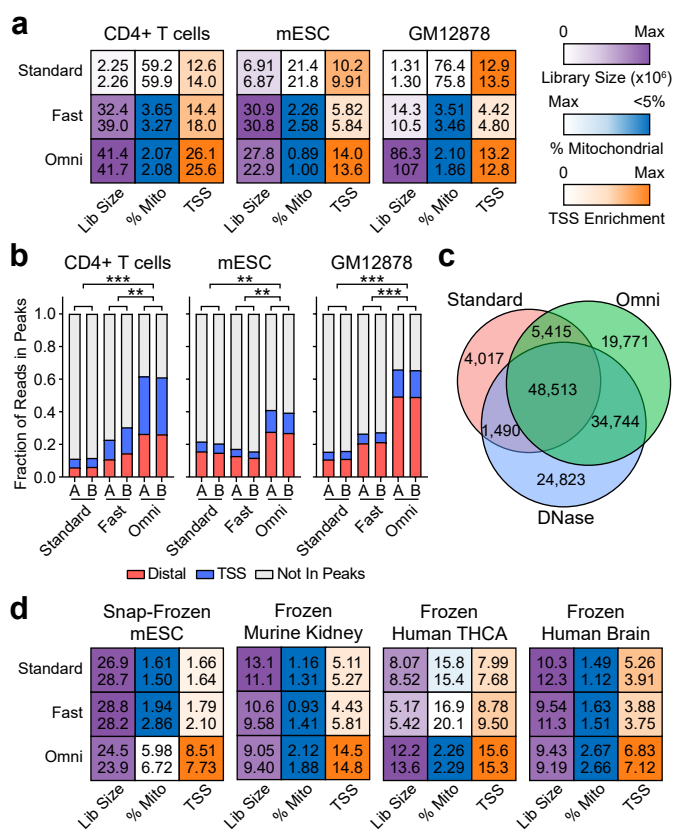 a
CD4+ T cells mESC GM12878
0 Max
Library Size (x10⁶)
Max <5%
% Mitochondrial
0 Max
TSS Enrichment
Standard 2.25 59.2 12.6 6.91 21.4 10.2 1.31 76.4 12.9
2.26 59.9 14.0 6.87 21.8 9.91 1.30 75.8 13.5
Fast 32.4 3.65 14.4 30.9 2.26 5.82 14.3 3.51 4.42
39.0 3.27 18.0 30.8 2.58 5.84 10.5 3.46 4.80
Omni 41.4 2.07 26.1 27.8 0.89 14.0 86.3 2.10 13.2
41.7 2.08 25.6 22.9 1.00 13.6 107 1.86 12.8
Lib Size % Mito TSS Lib Size % Mito TSS Lib Size % Mito TSS
b
CD4+ T cells mESC GM12878
*** ** ***
** ** ***
Fraction of Reads in Peaks
1.0
0.8
0.6
0.4
0.2
0.0
A B A B A B A B A B A B A B A B A B
Standard Fast Omni Standard Fast Omni Standard Fast Omni
Distal TSS Not In Peaks
c
Standard Omni
5,415
4,017 19,771
48,513
1,490 34,744
24,823
DNase
d
Snap-Frozen mESC
Frozen Murine Kidney
Frozen Human THCA
Frozen Human Brain
Standard 26.9 1.61 1.66 13.1 1.16 5.11 8.07 15.8 7.99 10.3 1.49 5.26
28.7 1.50 1.64 11.1 1.31 5.27 8.52 15.4 7.68 12.3 1.12 3.91
Fast 28.8 1.94 1.79 10.6 0.93 4.43 5.17 16.9 8.78 9.54 1.63 3.88
28.2 2.86 2.10 9.58 1.41 5.81 5.42 20.1 9.50 11.3 1.51 3.75
Omni 24.5 5.98 8.51 9.05 2.12 14.5 12.2 2.26 15.6 9.43 2.67 6.83
23.9 6.72 7.73 9.40 1.88 14.8 13.6 2.29 15.3 9.19 2.66 7.12
Lib Size % Mito TSS Lib Size % Mito TSS Lib Size % Mito TSS Lib Size % Mito TSS